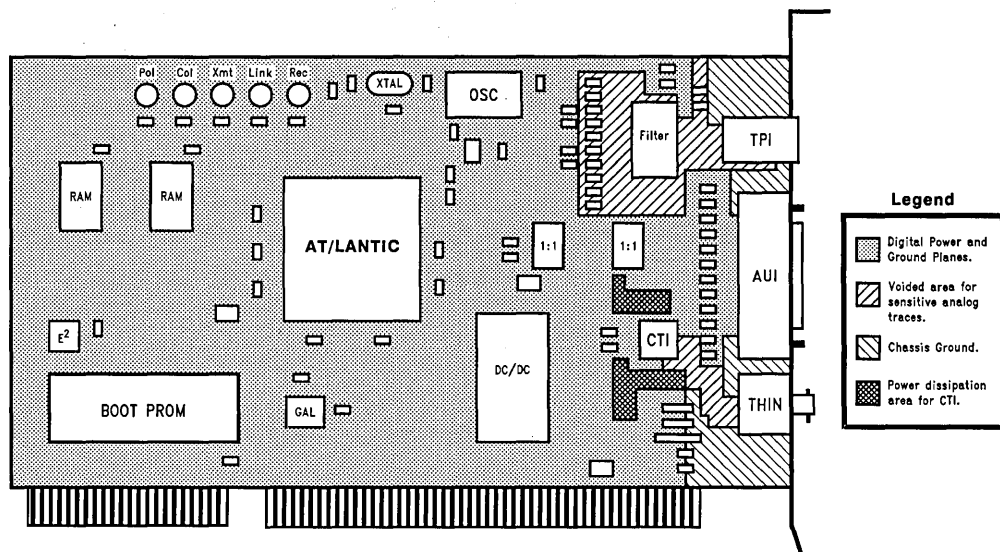 Pol Col Xmt Link Rec
XTAL
OSC
Filter
TPI
RAM
RAM
AT/LANTIC
1:1
1:1
AUI
E²
CTI
DC/DC
BOOT PROM
GAL
THIN
Legend
Digital Power and
Ground Planes.
Voided area for
sensitive analog
traces.
Chassis Ground.
Power dissipation
area for CTI.